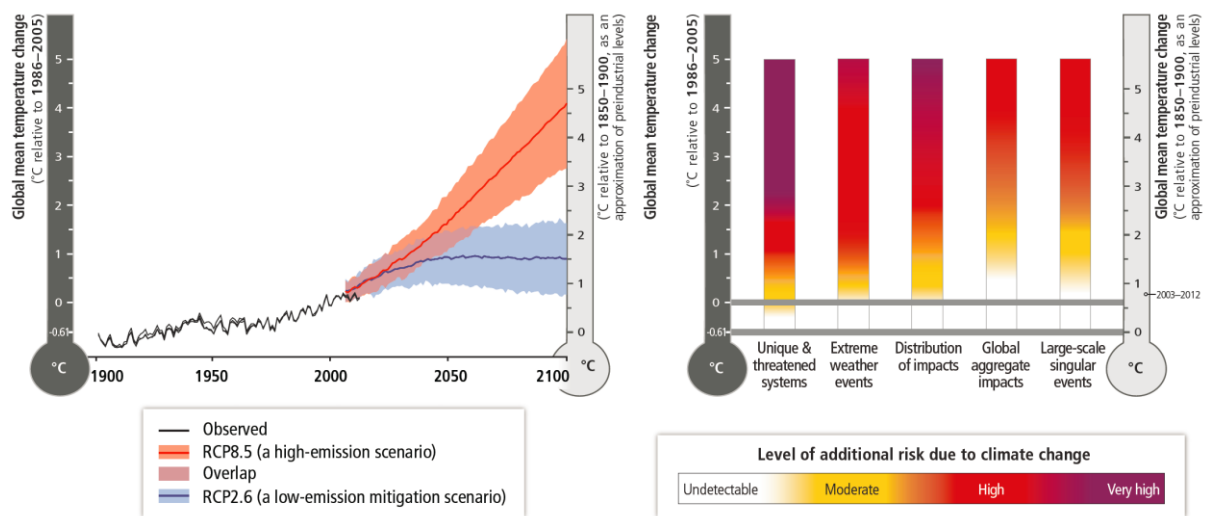 Global mean temperature change
(˚C relative to 1986–2005)
5
4
3
2
1
0
-0.61
˚C
(˚C relative to 1850–1900, as an
approximation of preindustrial levels)
5
4
3
2
1
0
˚C
1900
1950
2000
2050
2100
Observed
RCP8.5 (a high-emission scenario)
Overlap
RCP2.6 (a low-emission mitigation scenario)
Global mean temperature change
(˚C relative to 1986–2005)
5
4
3
2
1
0
-0.61
˚C
Global mean temperature change
(˚C relative to 1850–1900, as an
approximation of preindustrial levels)
5
4
3
2
1
2003–2012
0
˚C
Unique &
threatened
systems
Extreme
weather
events
Distribution
of impacts
Global
aggregate
impacts
Large-scale
singular
events
Level of additional risk due to climate change
Undetectable Moderate High Very high